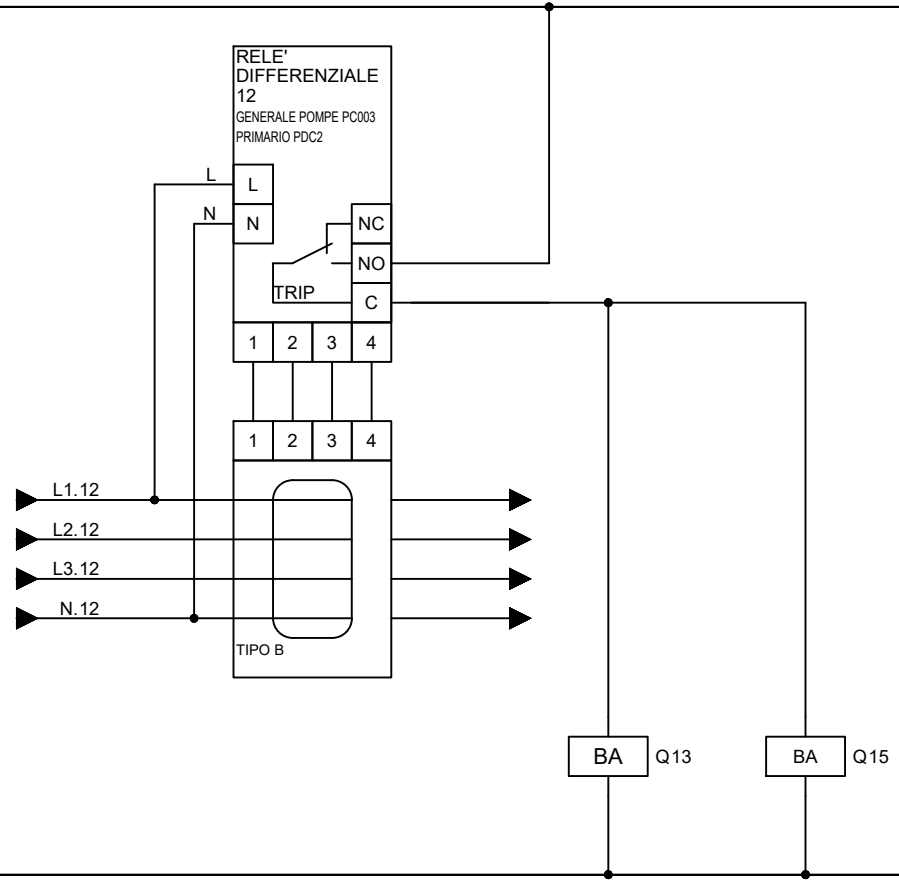 RELE'
DIFFERENZIALE
12
GENERALE POMPE PC003
PRIMARIO PDC2
L L
N N NC
NO
TRIP C
1 2 3 4
1 2 3 4
L1.12
L2.12
L3.12
N.12
TIPO B
BA Q13 BA Q15